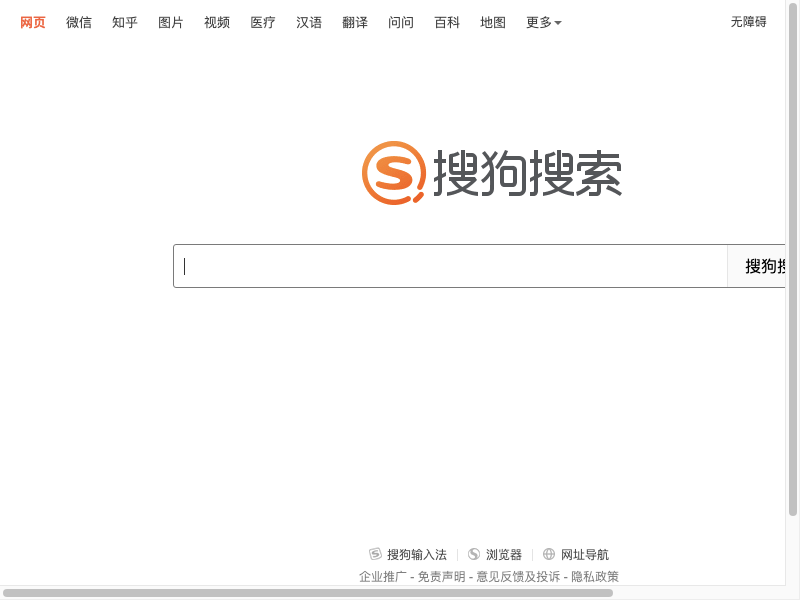 网页 微信 知乎 图片 视频 医疗 汉语 翻译 问问 百科 地图 更多 无障碍
搜狗搜索
搜狗搜
搜狗输入法 浏览器 网址导航
企业推广 - 免责声明 - 意见反馈及投诉 - 隐私政策